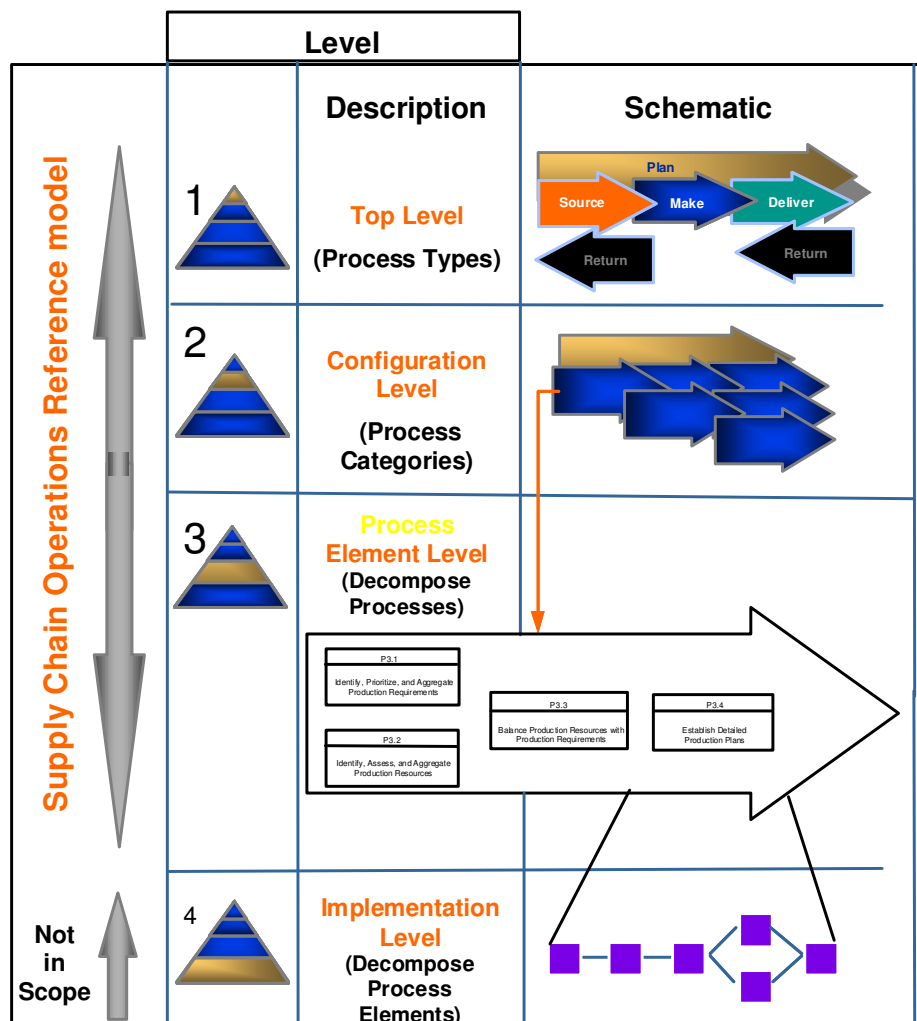 Level
Description
Schematic
Supply Chain Operations Reference model
1
Top Level
(Process Types)
Plan
Source
Make
Deliver
Return
Return
2
Configuration
Level
(Process
Categories)
3
Process
Element Level
(Decompose
Processes)
P3.1
Identify, Prioritize, and Aggregate
Production Requirements
P3.2
Identify, Assess, and Aggregate
Production Resources
P3.3
Balance Production Resources with
Production Requirements
P3.4
Establish Detailed
Production Plans
Not
in
Scope
4
Implementation
Level
(Decompose
Process
Elements)